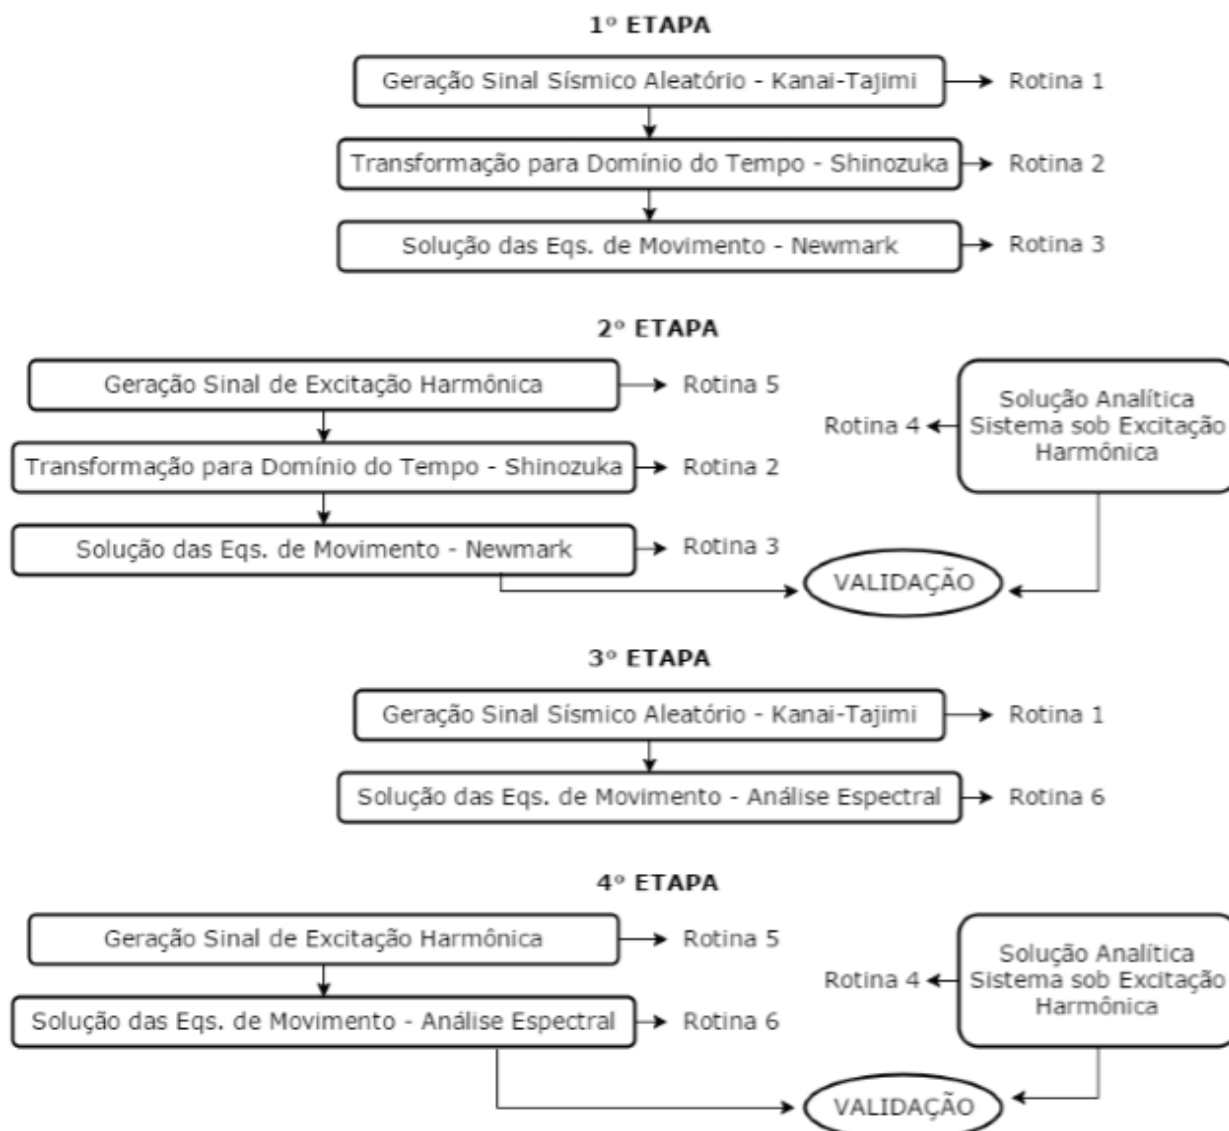 1º ETAPA
Geração Sinal Sísmico Aleatório - Kanai-Tajimi
Rotina 1
Transformação para Domínio do Tempo - Shinozuka
Rotina 2
Solução das Eqs. de Movimento - Newmark
Rotina 3
2º ETAPA
Geração Sinal de Excitação Harmônica
Rotina 5
Transformação para Domínio do Tempo - Shinozuka
Rotina 2
Solução das Eqs. de Movimento - Newmark
Rotina 3
Solução Analítica
Sistema sob Excitação
Harmônica
Rotina 4
VALIDAÇÃO
3º ETAPA
Geração Sinal Sísmico Aleatório - Kanai-Tajimi
Rotina 1
Solução das Eqs. de Movimento - Análise Espectral
Rotina 6
4º ETAPA
Geração Sinal de Excitação Harmônica
Rotina 5
Solução das Eqs. de Movimento - Análise Espectral
Rotina 6
Solução Analítica
Sistema sob Excitação
Harmônica
Rotina 4
VALIDAÇÃO